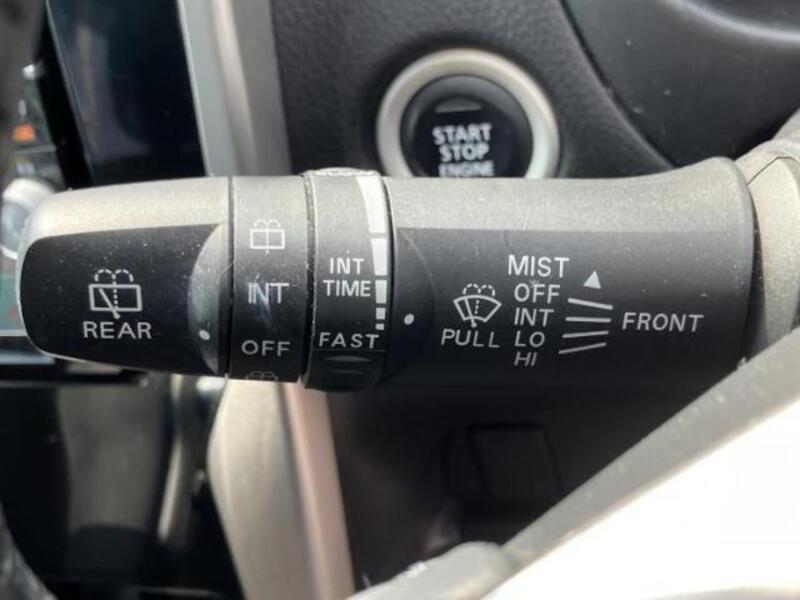 START
STOP
ENGINE
REAR
INT
OFF
INT
TIME
FAST
PULL
MIST
OFF
INT
LO
HI
FRONT